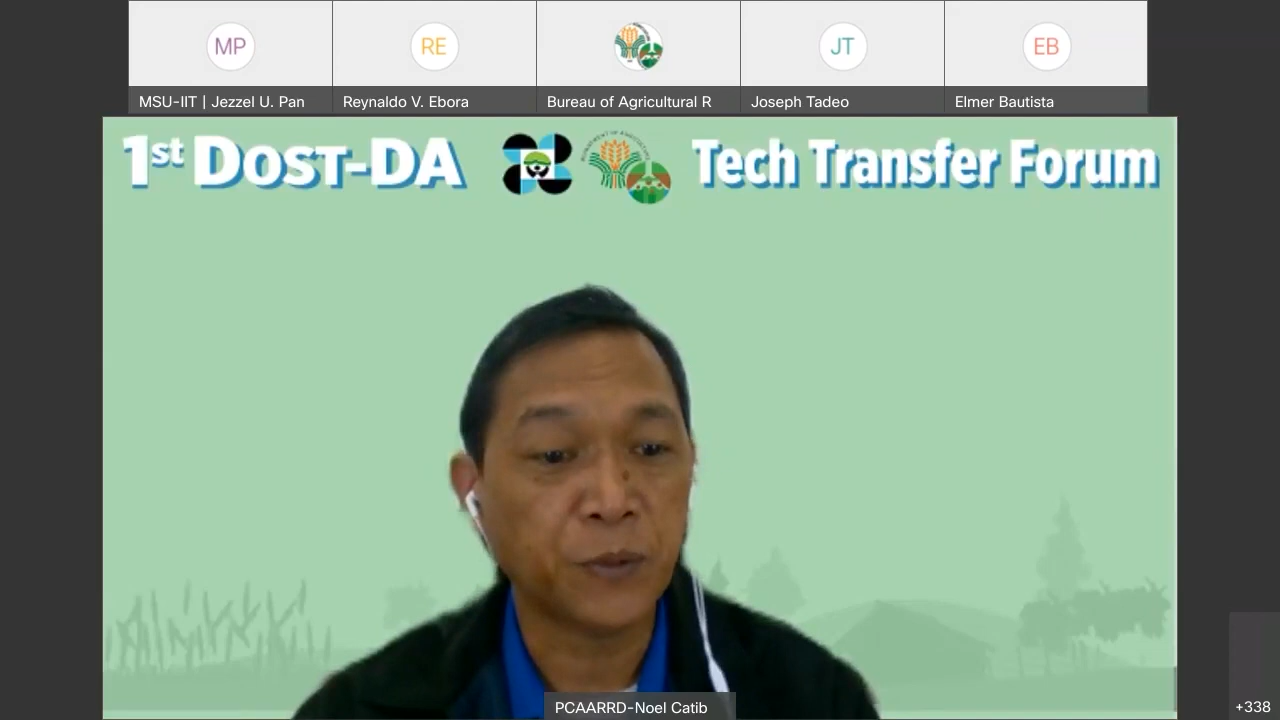 MP
RE
JT
EB
MSU-IIT | Jezzel U. Pan
Reynaldo V. Ebora
Bureau of Agricultural R
Joseph Tadeo
Elmer Bautista
1st DOST-DA
Tech Transfer Forum
PCAARRD-Noel Catib
+338